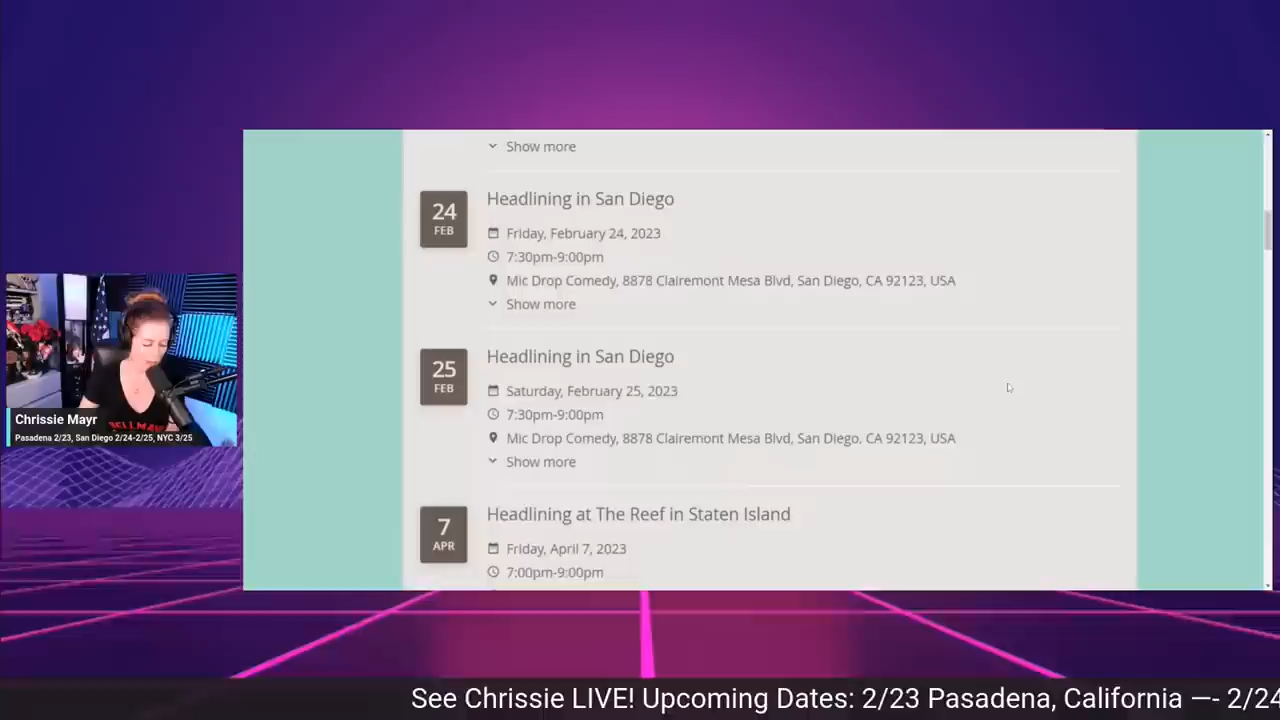 Show more
24
FEB
Headlining in San Diego
Friday, February 24, 2023
7:30pm-9:00pm
Mic Drop Comedy, 8878 Clairemont Mesa Blvd, San Diego, CA 92123, USA
Show more
25
FEB
Headlining in San Diego
Saturday, February 25, 2023
7:30pm-9:00pm
Mic Drop Comedy, 8878 Clairemont Mesa Blvd, San Diego, CA 92123, USA
Show more
7
APR
Headlining at The Reef in Staten Island
Friday, April 7, 2023
7:00pm-9:00pm
Chrissie Mayr
Pasadena 2/23, San Diego 2/24-2/25, NYC 3/25
See Chrissie LIVE! Upcoming Dates: 2/23 Pasadena, California —- 2/24